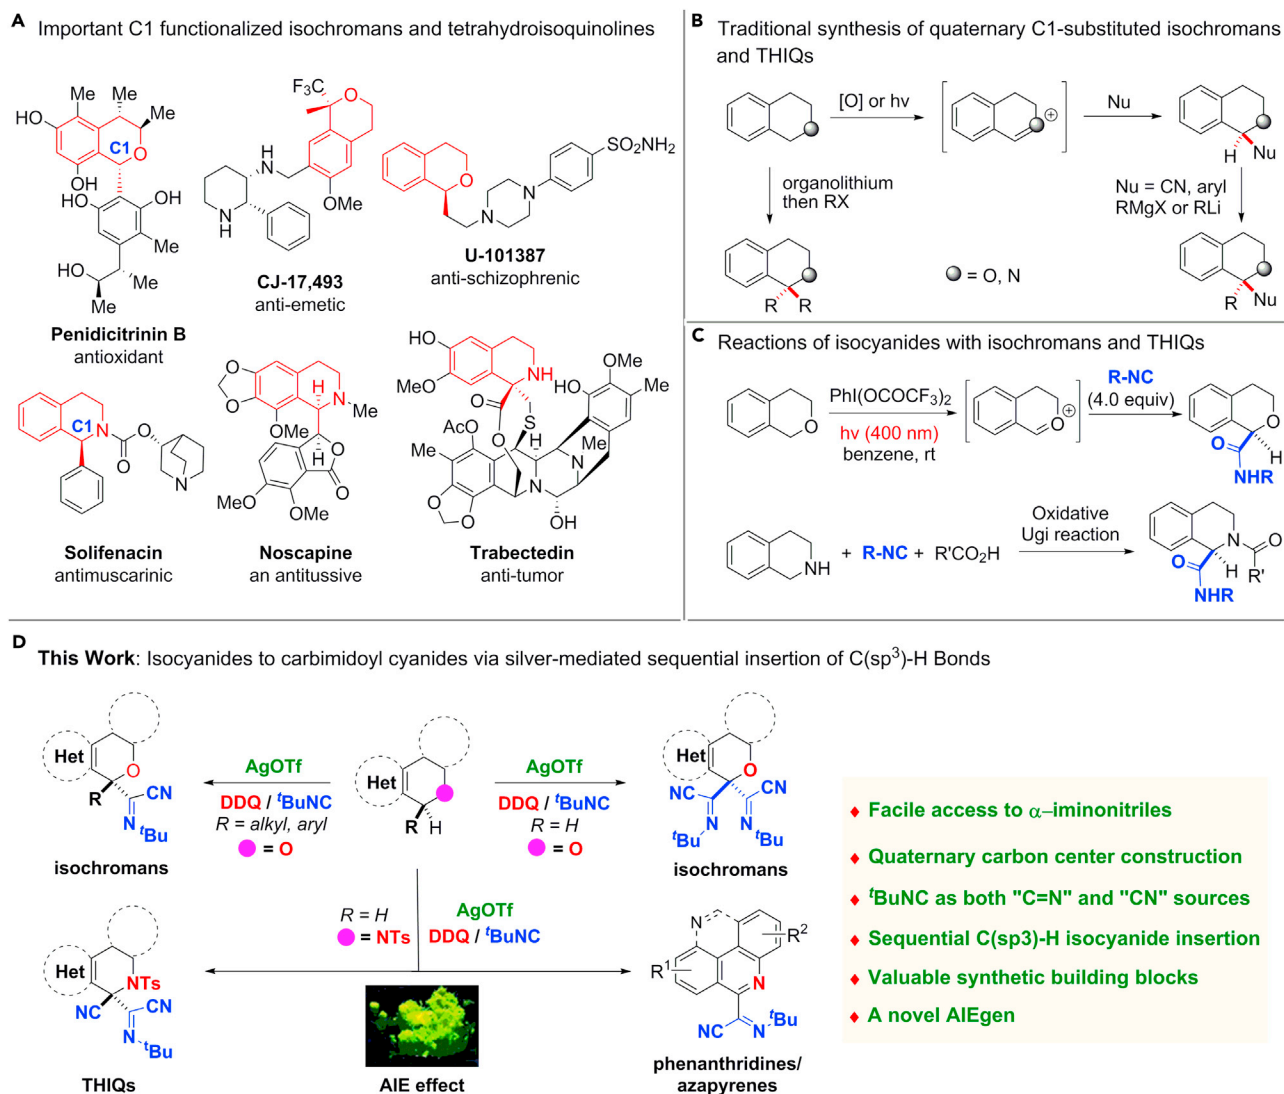 A Important C1 functionalized isochromans and tetrahydroisoquinolines
Me Me
HO
Me
C1
O
OH
HO
OH
Me
HO
Me
Me
Penidicitrinin B
antioxidant
F3C
Me
O
H
N
OMe
N
H
CJ-17,493
anti-emetic
O
SO2NH2
N
N
U-101387
anti-schizophrenic
C1
N
O
O
N
Solifenacin
antimuscarinic
O
O
H
N
Me
OMe
H
O
O
MeO
OMe
Noscapine
an antitussive
HO
MeO
NH
O
S
HO
OMe
Me
AcO
O
H
Me
N
Me
N
O
O
OH
Trabectedin
anti-tumor
B Traditional synthesis of quaternary C1-substituted isochromans
and THIQs
[O] or hv
+
Nu
H
Nu
organolithium
then RX
Nu = CN, aryl
RMgX or RLi
R R
= O, N
R
Nu
C Reactions of isocyanides with isochromans and THIQs
O
PhI(OCOCF3)2
hv (400 nm)
benzene, rt
O +
R-NC
(4.0 equiv)
O
O
H
NHR
NH
+ R-NC + R'CO2H
Oxidative
Ugi reaction
N
O
R'
O
H
NHR
D This Work: Isocyanides to carbimidoyl cyanides via silver-mediated sequential insertion of C(sp3)-H Bonds
Het
O
R
CN
N
tBu
isochromans
AgOTf
DDQ / tBuNC
R = alkyl, aryl
= O
Het
R
H
AgOTf
DDQ / tBuNC
R = H
= O
Het
O
NC
CN
N
N
tBu
tBu
isochromans
R = H
= NTs
AgOTf
DDQ / tBuNC
Het
NTs
NC
CN
N
tBu
THIQs
AIE effect
N
R2
R1
N
NC
N
tBu
phenanthridines/
azapyrenes
♦ Facile access to α–iminonitriles
♦ Quaternary carbon center construction
♦ tBuNC as both "C=N" and "CN" sources
♦ Sequential C(sp3)-H isocyanide insertion
♦ Valuable synthetic building blocks
♦ A novel AIEgen